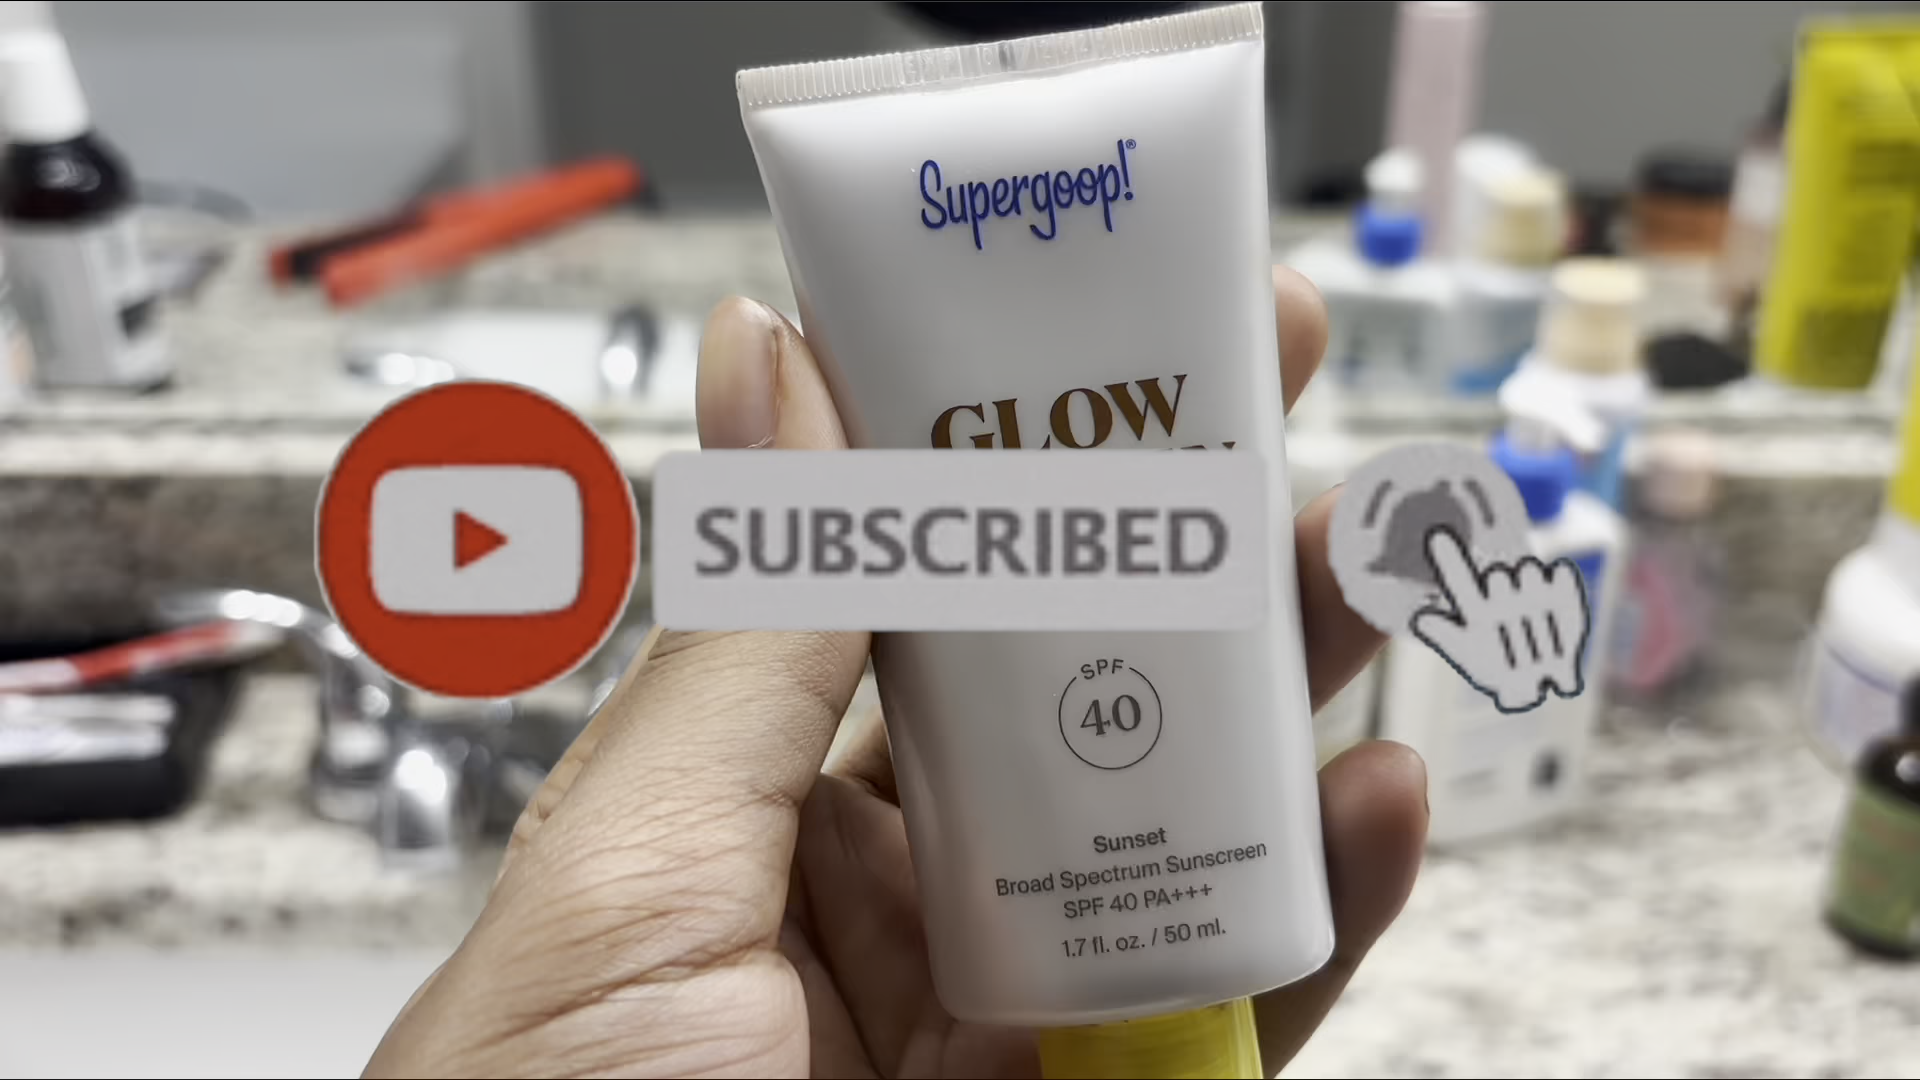 Supergoop!®
GLOW
SUBSCRIBED
SPF
40
Sunset
Broad Spectrum Sunscreen
SPF 40 PA+++
1.7 fl. oz. / 50 ml.